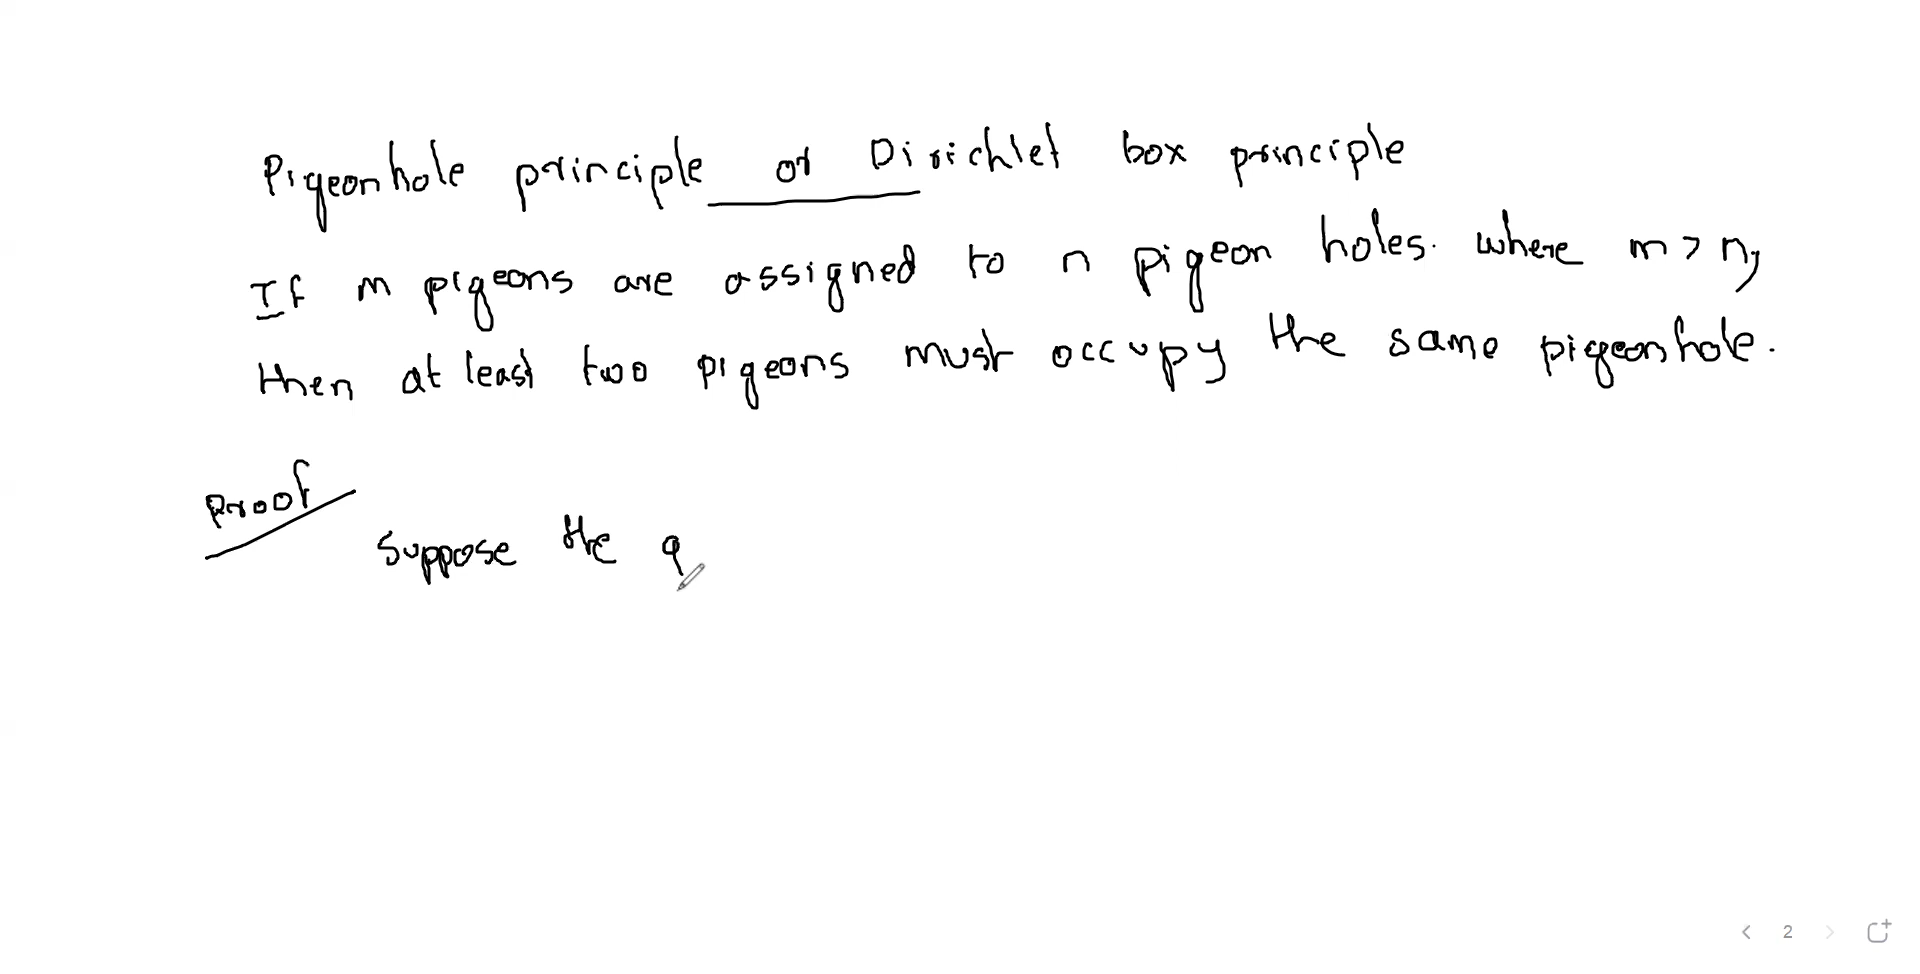 Pigeonhole principle or Dirichlet box principle
If m pigeons are assigned to n pigeon holes. where m > n,
then at least two pigeons must occupy the same pigeonhole.
Proof
Suppose the
2